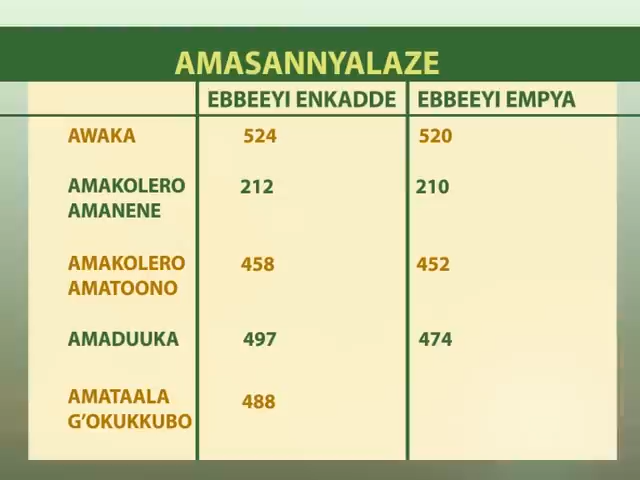 AMASANNYALAZE
EBBEEYI ENKADDE EBBEEYI EMPYA
AWAKA 524 520
AMAKOLERO 212 210
AMANENE
AMAKOLERO 458 452
AMATOONO
AMADUUKA 497 474
AMATAALA 488
G’OKUKKUBO